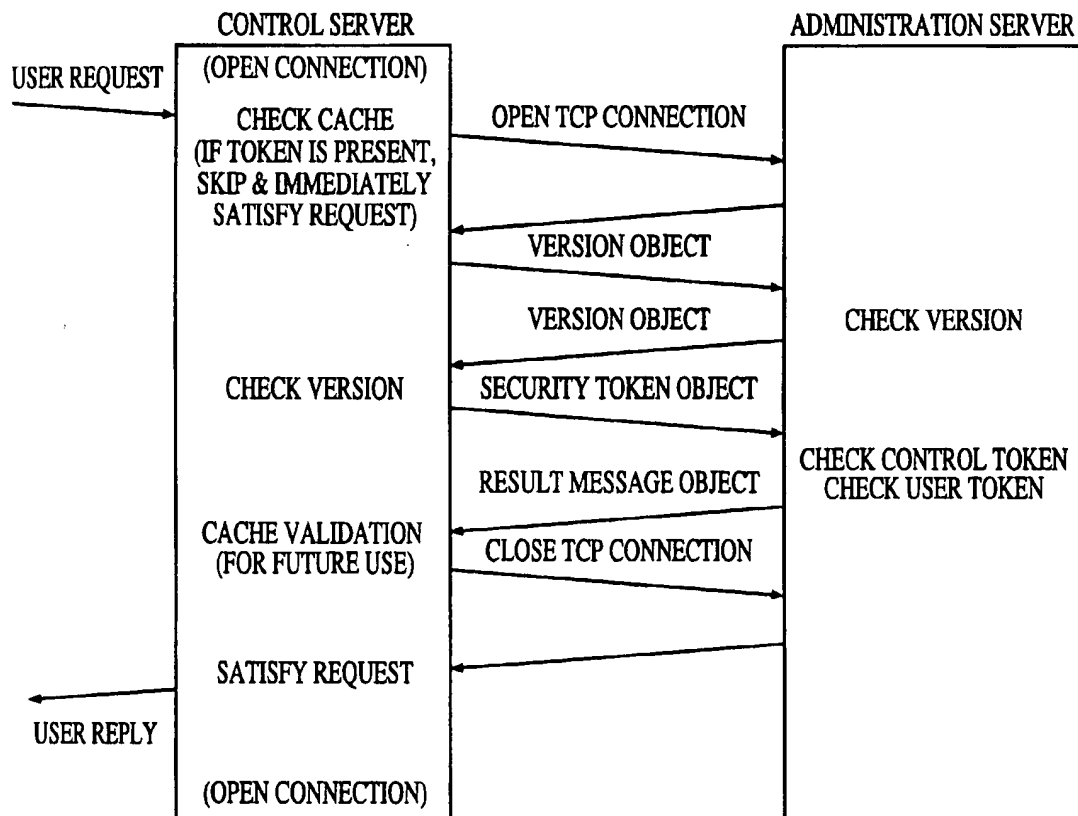 CONTROL SERVER
ADMINISTRATION SERVER
(OPEN CONNECTION)
USER REQUEST
CHECK CACHE
(IF TOKEN IS PRESENT,
SKIP & IMMEDIATELY
SATISFY REQUEST)
OPEN TCP CONNECTION
VERSION OBJECT
VERSION OBJECT
CHECK VERSION
CHECK VERSION
SECURITY TOKEN OBJECT
CHECK CONTROL TOKEN
CHECK USER TOKEN
RESULT MESSAGE OBJECT
CACHE VALIDATION
(FOR FUTURE USE)
CLOSE TCP CONNECTION
SATISFY REQUEST
USER REPLY
(OPEN CONNECTION)